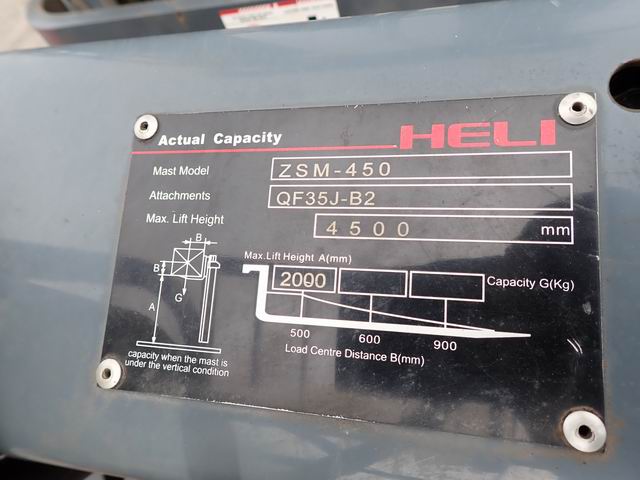 Actual Capacity
HELI
Mast Model ZSM-450
Attachments QF35J-B2
Max. Lift Height 4500 mm
B
B
G
A
capacity when the mast is
under the vertical condition
Max.Lift Height A(mm)
2000 Capacity G(Kg)
500 600 900
Load Centre Distance B(mm)